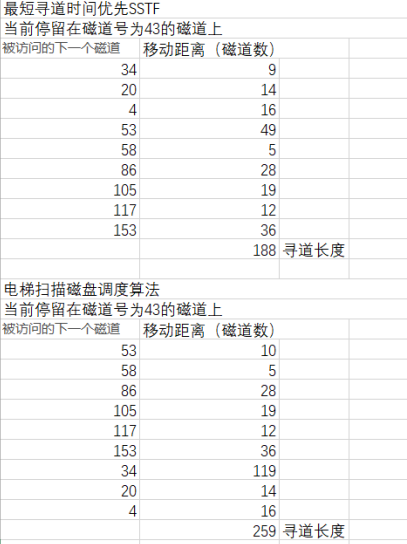 最短寻道时间优先SSTF
当前停留在磁道号为43的磁道上
被访问的下一个磁道 移动距离（磁道数）
34 9
20 14
4 16
53 49
58 5
86 28
105 19
117 12
153 36
188 寻道长度
电梯扫描磁盘调度算法
当前停留在磁道号为43的磁道上
被访问的下一个磁道 移动距离（磁道数）
53 10
58 5
86 28
105 19
117 12
153 36
34 119
20 14
4 16
259 寻道长度